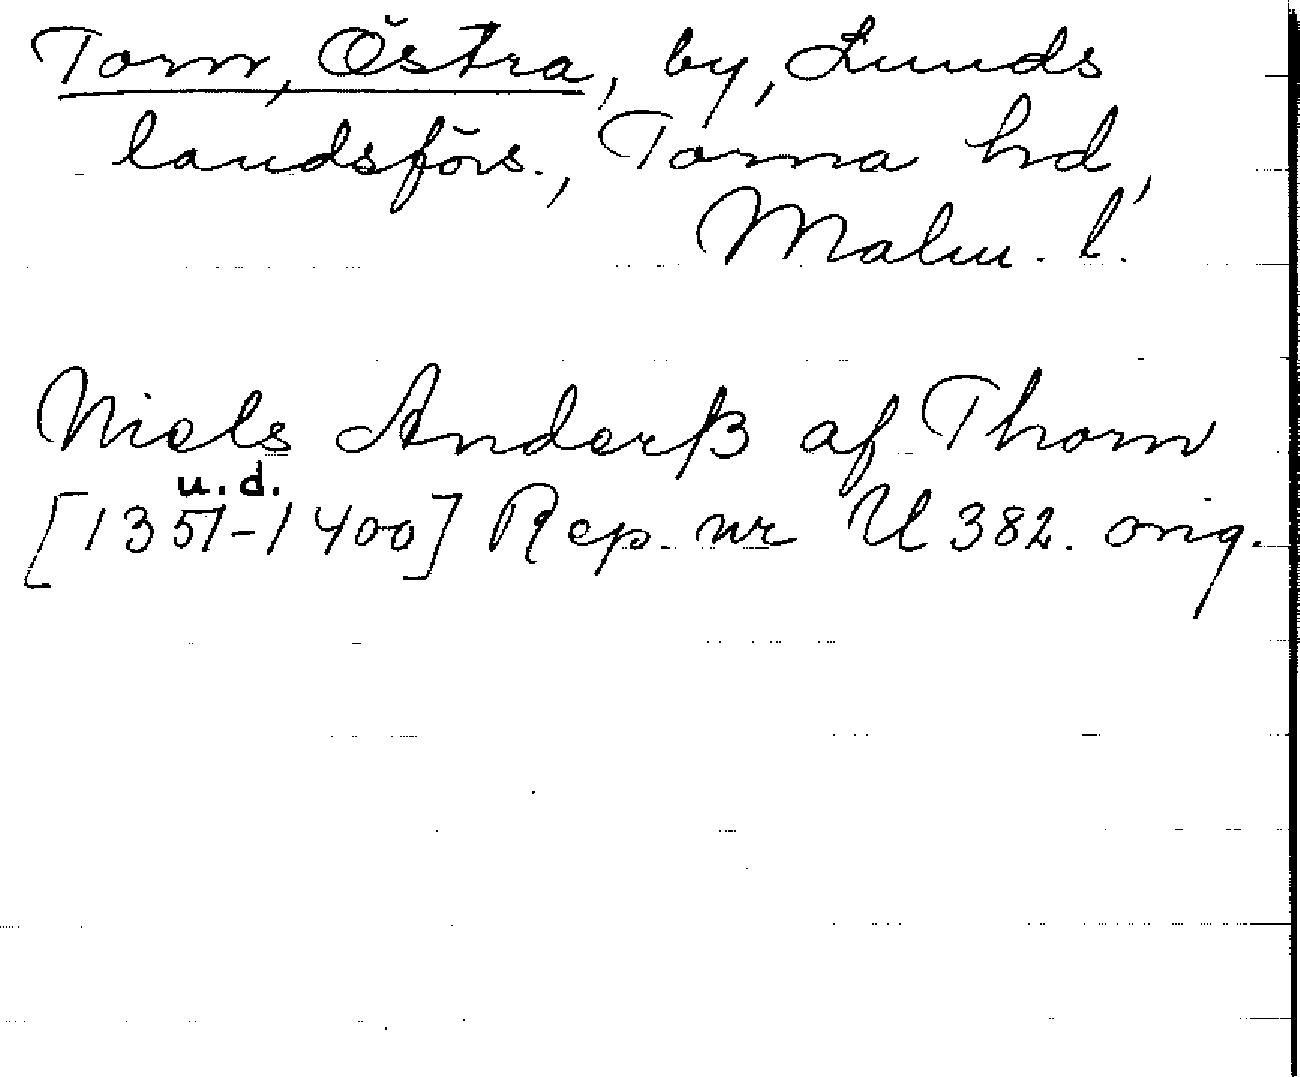 Torn, Östra, by, Lunds
landsförs., Torna hd,
Malm. l.
Niels Anderß af Thorn
u. d.
[1351-1400] Rep. nr U 382. orig.